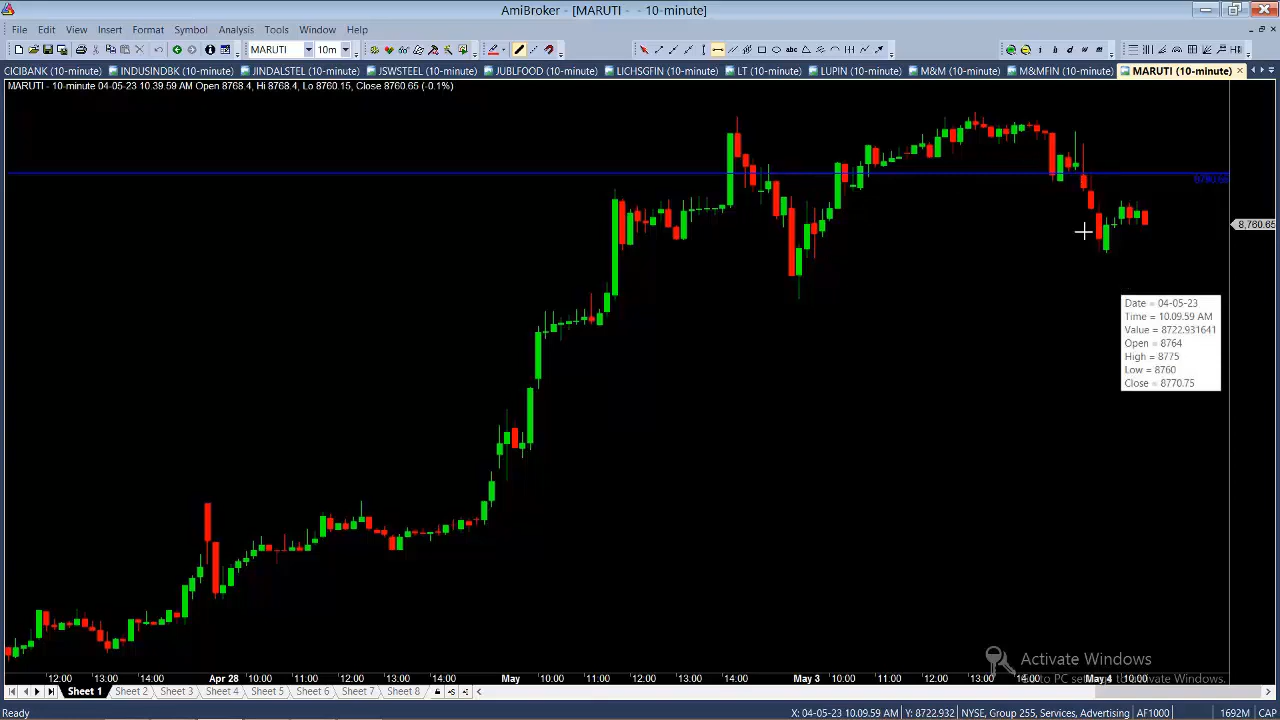 AmiBroker - [MARUTI - - 10-minute]
File Edit View Insert Format Symbol Analysis Tools Window Help
MARUTI 10m abc
CICIBANK (10-minute) INDUSINDBK (10-minute) JINDALSTEL (10-minute) JSWSTEEL (10-minute) JUBLFOOD (10-minute) LICHSGFIN (10-minute) LT (10-minute) LUPIN (10-minute) M&M (10-minute) M&MFIN (10-minute) MARUTI (10-minute)
MARUTI - 10-minute 04-05-23 10.39.59 AM Open 8768.4, Hi 8768.4, Lo 8760.15, Close 8760.65 (-0.1%)
8,760.65
Date = 04-05-23
Time = 10.09.59 AM
Value = 8722.931641
Open = 8764
High = 8775
Low = 8760
Close = 8770.75
Activate Windows
to PC to activate Windows.
12.00 13.00 14.00 Apr 28 10:00 11:00 12:00 13:00 14:00 May 10:00 11:00 12:00 13:00 14:00 May 3 10:00 11:00 12:00 13:00 14:00 May 4 10:00
Sheet 1 Sheet 2 Sheet 3 Sheet 4 Sheet 5 Sheet 6 Sheet 7 Sheet 8
Ready X: 04-05-23 10.09.59 AM Y: 8722.932 NYSE, Group 255, Services, Advertising AF1000 1692M CAP